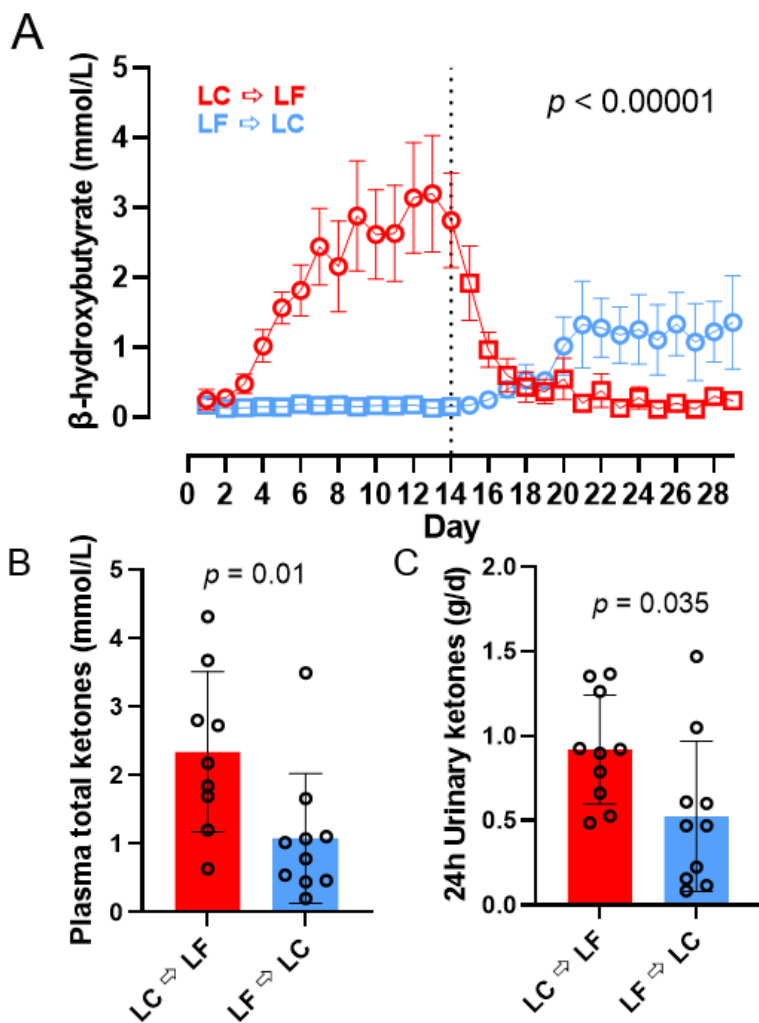 A
β-hydroxybutyrate (mmol/L)
5
4
3
2
1
0
LC ⇨ LF
LF ⇨ LC
p < 0.00001
0 2 4 6 8 10 12 14 16 18 20 22 24 26 28
Day
B
Plasma total ketones (mmol/L)
5
4
3
2
1
0
p = 0.01
LC ⇨ LF
LF ⇨ LC
C
24h Urinary ketones (g/d)
2.0
1.5
1.0
0.5
0.0
p = 0.035
LC ⇨ LF
LF ⇨ LC